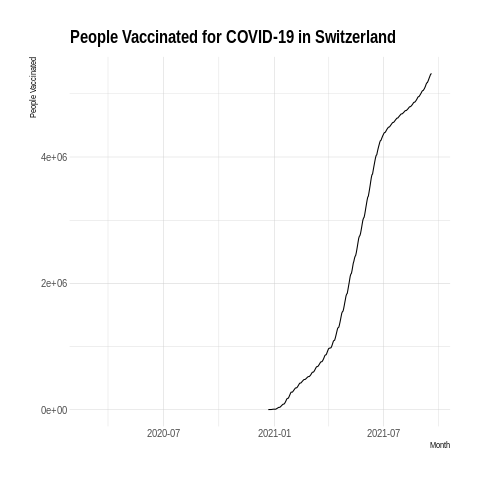 People Vaccinated for COVID-19 in Switzerland
People Vaccinated
4e+06
2e+06
0e+00
2020-07 2021-01 2021-07
Month